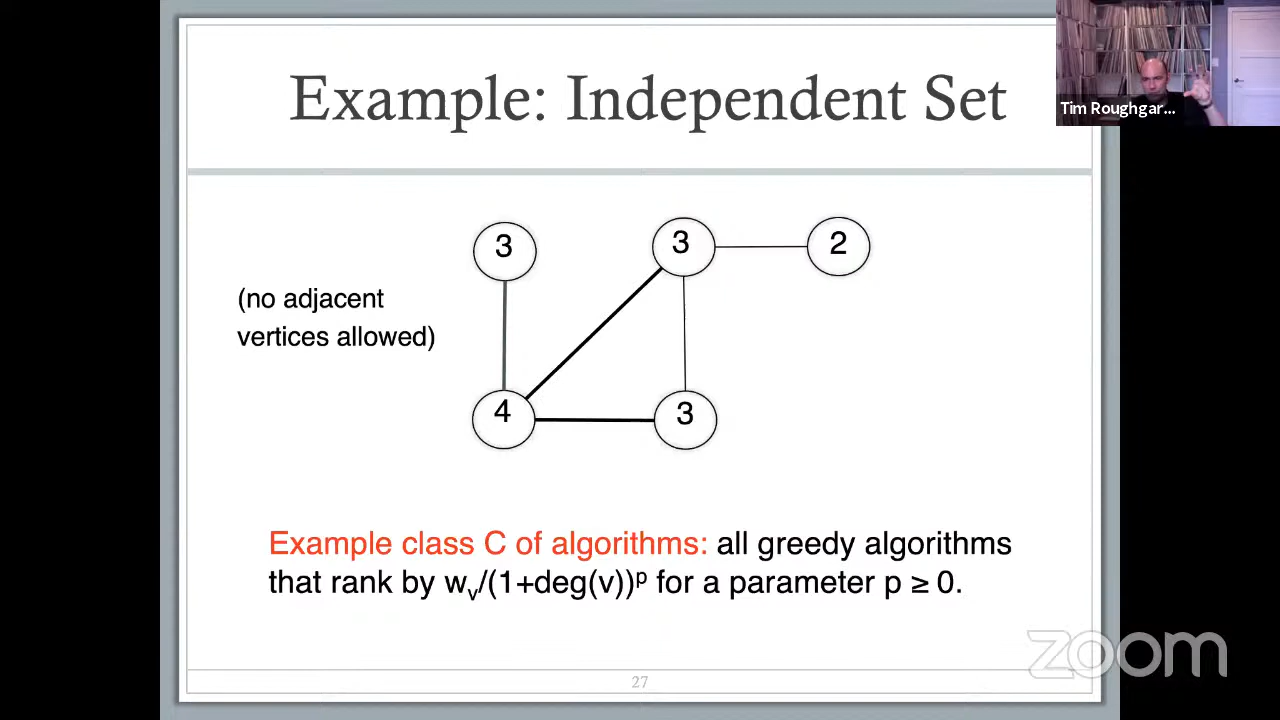 Example: Independent Set
Tim Roughgar...
3
3
2
(no adjacent
vertices allowed)
4
3
Example class C of algorithms: all greedy algorithms
that rank by wᵥ/(1+deg(v))ᵖ for a parameter p ≥ 0.
zoom
27